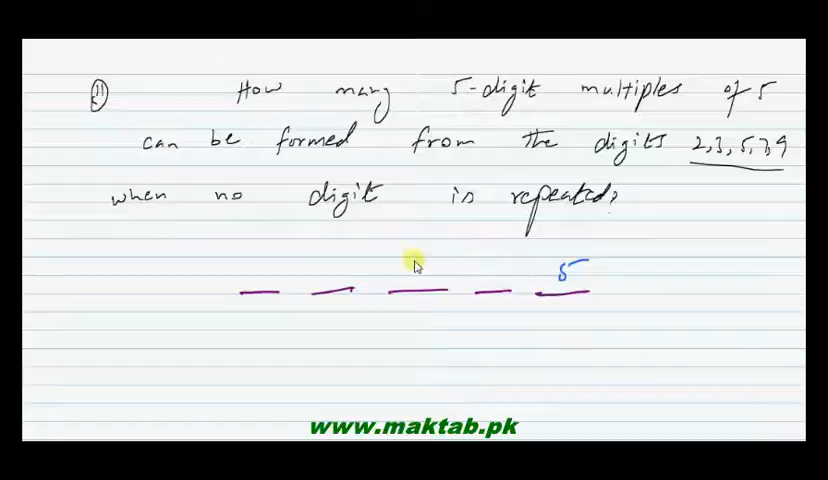 11
How many 5-digit multiples of 5
can be formed from the digits 2,3,5,7,9
when no digit is repeated?
5
www.maktab.pk